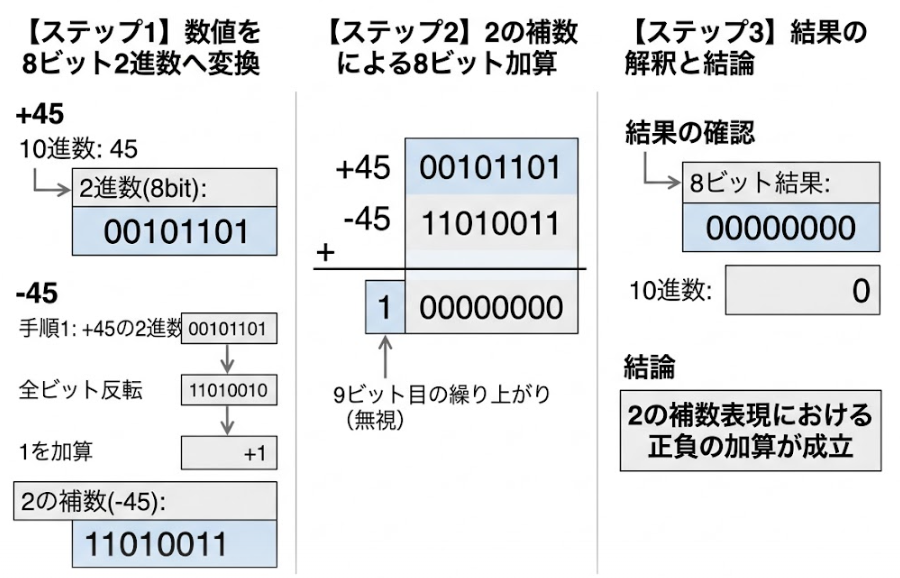 【ステップ1】数値を
8ビット2進数へ変換
+45
10進数: 45
2進数(8bit):
00101101
-45
手順1: +45の2進数
00101101
全ビット反転
11010010
1を加算
+1
2の補数(-45):
11010011
【ステップ2】2の補数
による8ビット加算
+45 00101101
-45 11010011
+
1 00000000
9ビット目の繰り上がり
（無視）
【ステップ3】結果の
解釈と結論
結果の確認
8ビット結果:
00000000
10進数: 0
結論
2の補数表現における
正負の加算が成立